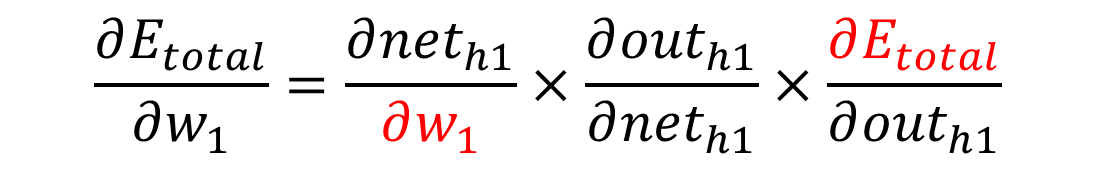 ∂E_total/∂w_1 = ∂net_h1/∂w_1 × ∂out_h1/∂net_h1 × ∂E_total/∂out_h1